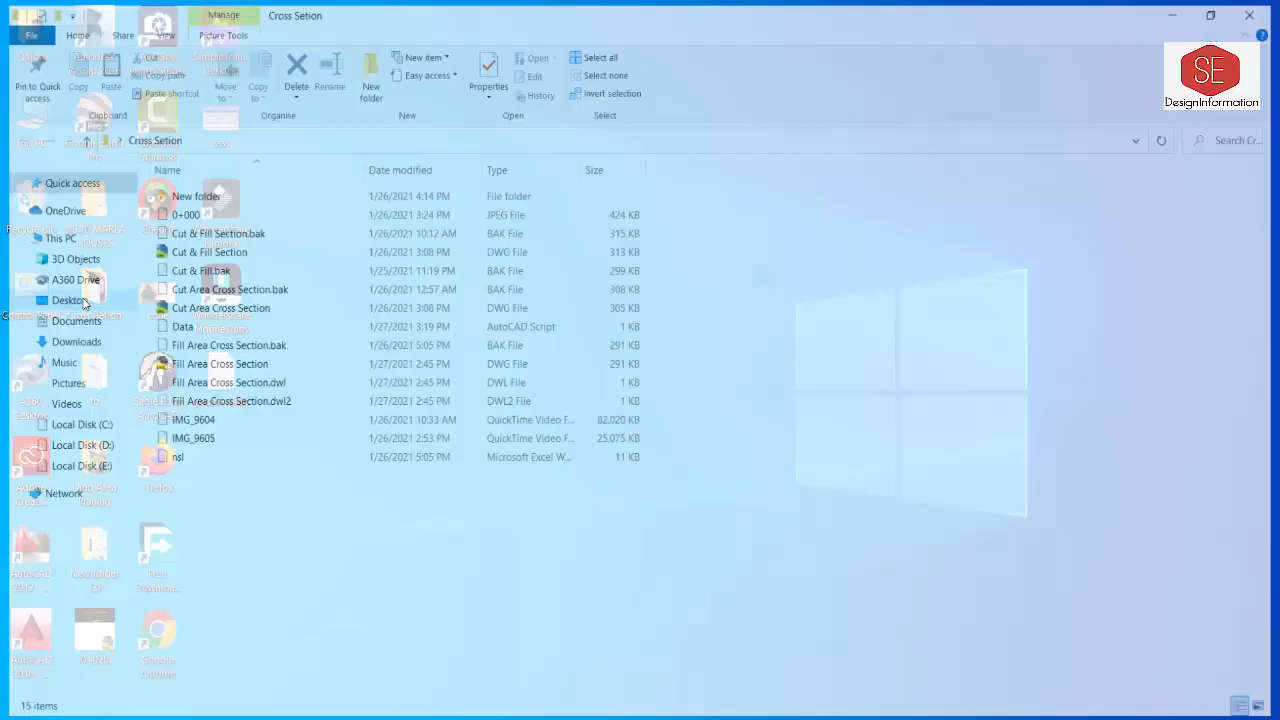 Manage
Cross Setion
File
Home
Share
View
Picture Tools
Pin to Quick access
Copy
Paste
Copy path
Paste shortcut
Clipboard
Move to
Copy to
Delete
Rename
Organise
New folder
New item
Easy access
New
Properties
Open
Edit
History
Open
Select all
Select none
Invert selection
Select
SE
DesignInformation
Cross Setion
Search Cr...
Name
Date modified
Type
Size
Quick access
OneDrive
This PC
3D Objects
A360 Drive
Desktop
Documents
Downloads
Music
Pictures
Videos
Local Disk (C:)
Local Disk (D:)
Local Disk (E:)
Network
New folder 1/26/2021 4:14 PM File folder
0+000 1/26/2021 3:24 PM JPEG File 424 KB
Cut & Fill Section.bak 1/26/2021 10:12 AM BAK File 315 KB
Cut & Fill Section 1/26/2021 3:08 PM DWG File 313 KB
Cut & Fill.bak 1/25/2021 11:19 PM BAK File 299 KB
Cut Area Cross Section.bak 1/26/2021 12:57 AM BAK File 308 KB
Cut Area Cross Section 1/26/2021 3:08 PM DWG File 305 KB
Data 1/27/2021 3:19 PM AutoCAD Script 1 KB
Fill Area Cross Section.bak 1/26/2021 5:05 PM BAK File 291 KB
Fill Area Cross Section 1/27/2021 2:45 PM DWG File 291 KB
Fill Area Cross Section.dwl 1/27/2021 2:45 PM DWL File 1 KB
Fill Area Cross Section.dwl2 1/27/2021 2:45 PM DWL2 File 1 KB
IMG_9604 1/26/2021 10:33 AM QuickTime Video F... 82,020 KB
IMG_9605 1/26/2021 2:53 PM QuickTime Video F... 25,075 KB
nsl 1/26/2021 5:05 PM Microsoft Excel W... 11 KB
A360 Desktop
Firefox
AutoCAD
New folder (3)
Google Chrome
15 items